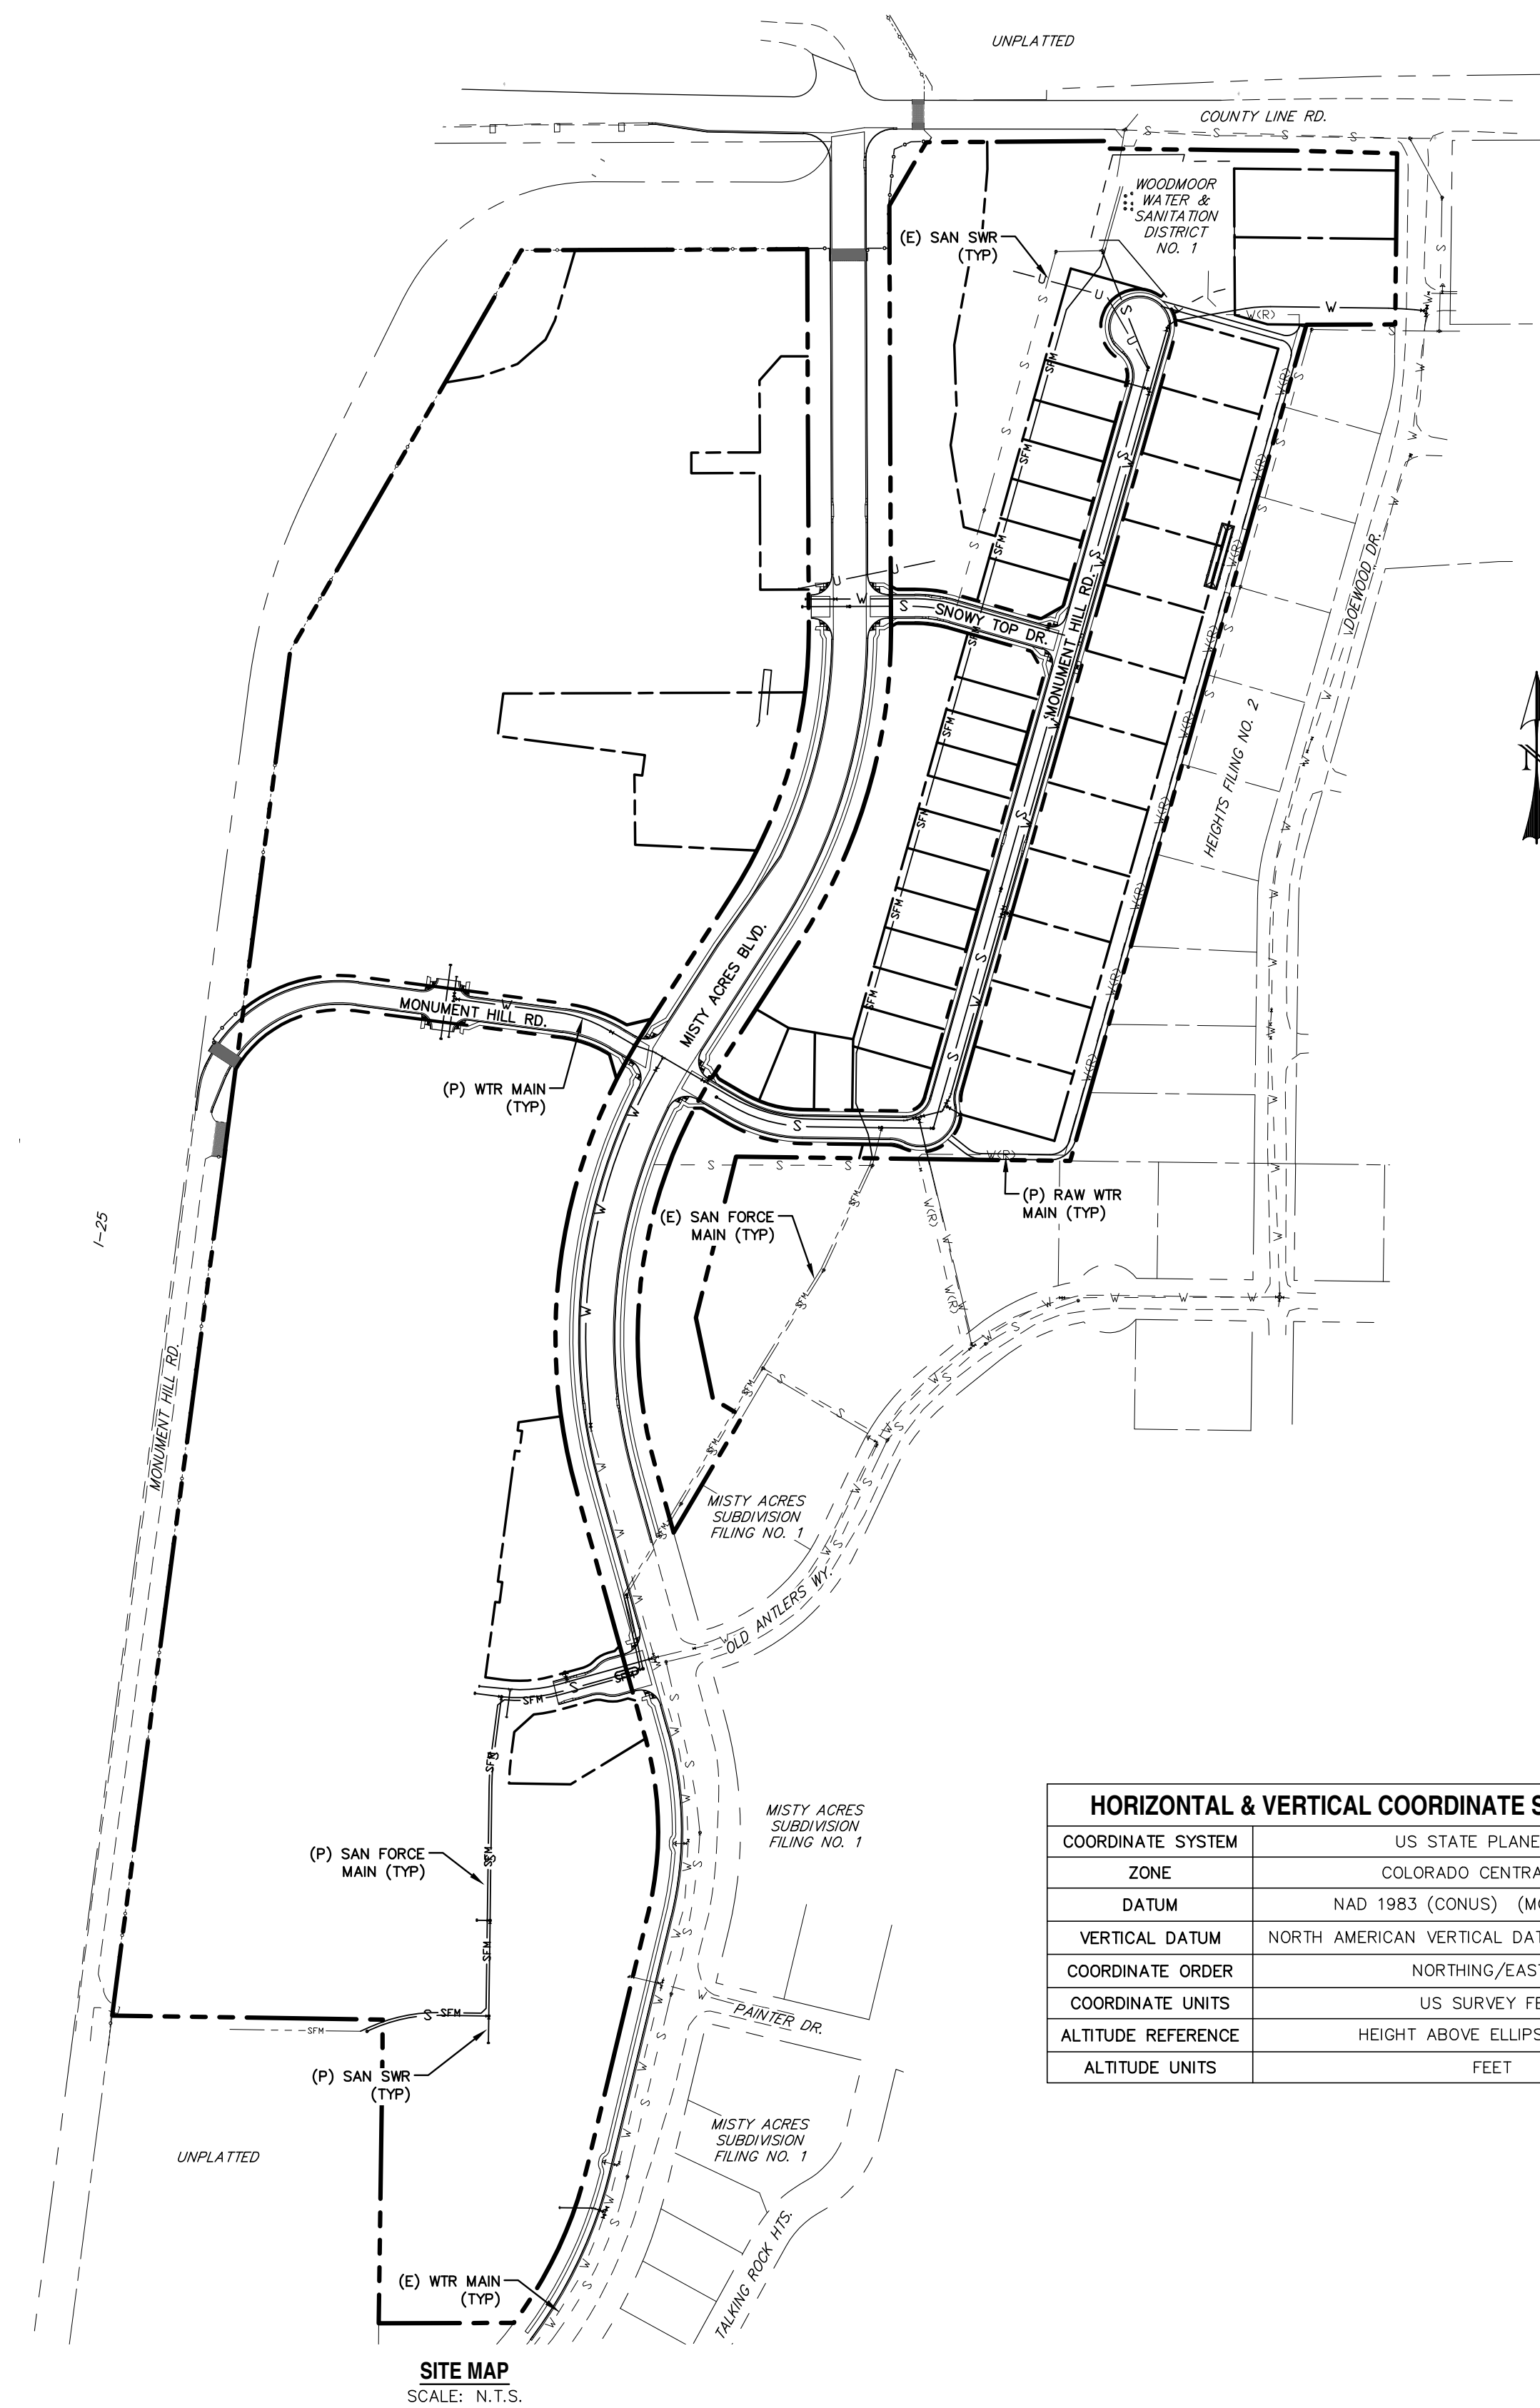 UNPLATTED
COUNTY LINE RD.
WOODMOOR
WATER &
SANITATION
DISTRICT
NO. 1
(E) SAN SWR
(TYP)
SNOWY TOP DR.
MONUMENT HILL RD.
DOEWOOD DR.
HEIGHTS FILING NO. 2
N
MISTY ACRES BLVD.
MONUMENT HILL RD.
(P) WTR MAIN
(TYP)
(P) RAW WTR
MAIN (TYP)
(E) SAN FORCE
MAIN (TYP)
I-25
MONUMENT HILL RD.
MISTY ACRES
SUBDIVISION
FILING NO. 1
OLD ANTLERS WY.
MISTY ACRES
SUBDIVISION
FILING NO. 1
(P) SAN FORCE
MAIN (TYP)
PAINTER DR.
(P) SAN SWR
(TYP)
MISTY ACRES
SUBDIVISION
FILING NO. 1
UNPLATTED
TALKING ROCK HTS.
(E) WTR MAIN
(TYP)
HORIZONTAL & VERTICAL COORDINATE S
COORDINATE SYSTEM US STATE PLANE
ZONE COLORADO CENTRA
DATUM NAD 1983 (CONUS) (M
VERTICAL DATUM NORTH AMERICAN VERTICAL DAT
COORDINATE ORDER NORTHING/EAST
COORDINATE UNITS US SURVEY FE
ALTITUDE REFERENCE HEIGHT ABOVE ELLIPS
ALTITUDE UNITS FEET
SITE MAP
SCALE: N.T.S.